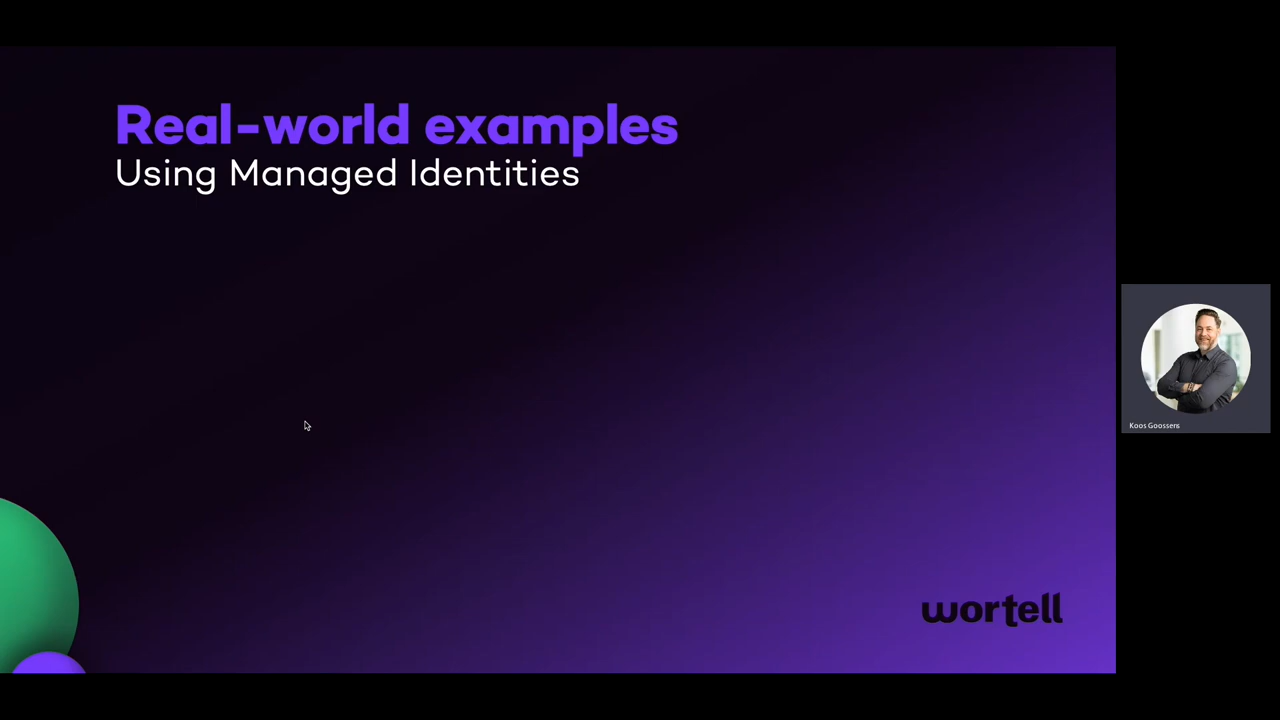 Real-world examples
Using Managed Identities
Koos Goossens
wortell